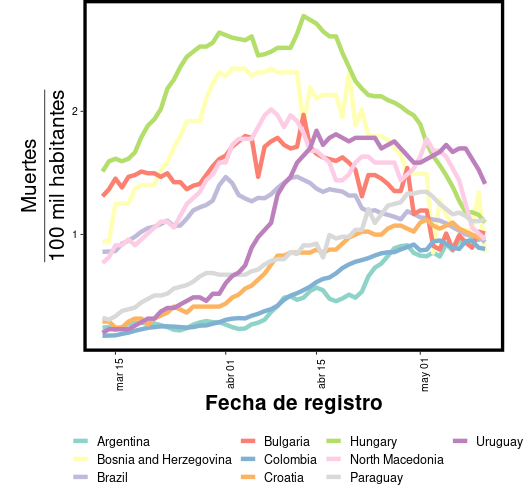 Muertes
100 mil habitantes
2
1
mar 15
abr 01
abr 15
may 01
Fecha de registro
Argentina
Bosnia and Herzegovina
Brazil
Bulgaria
Colombia
Croatia
Hungary
North Macedonia
Paraguay
Uruguay